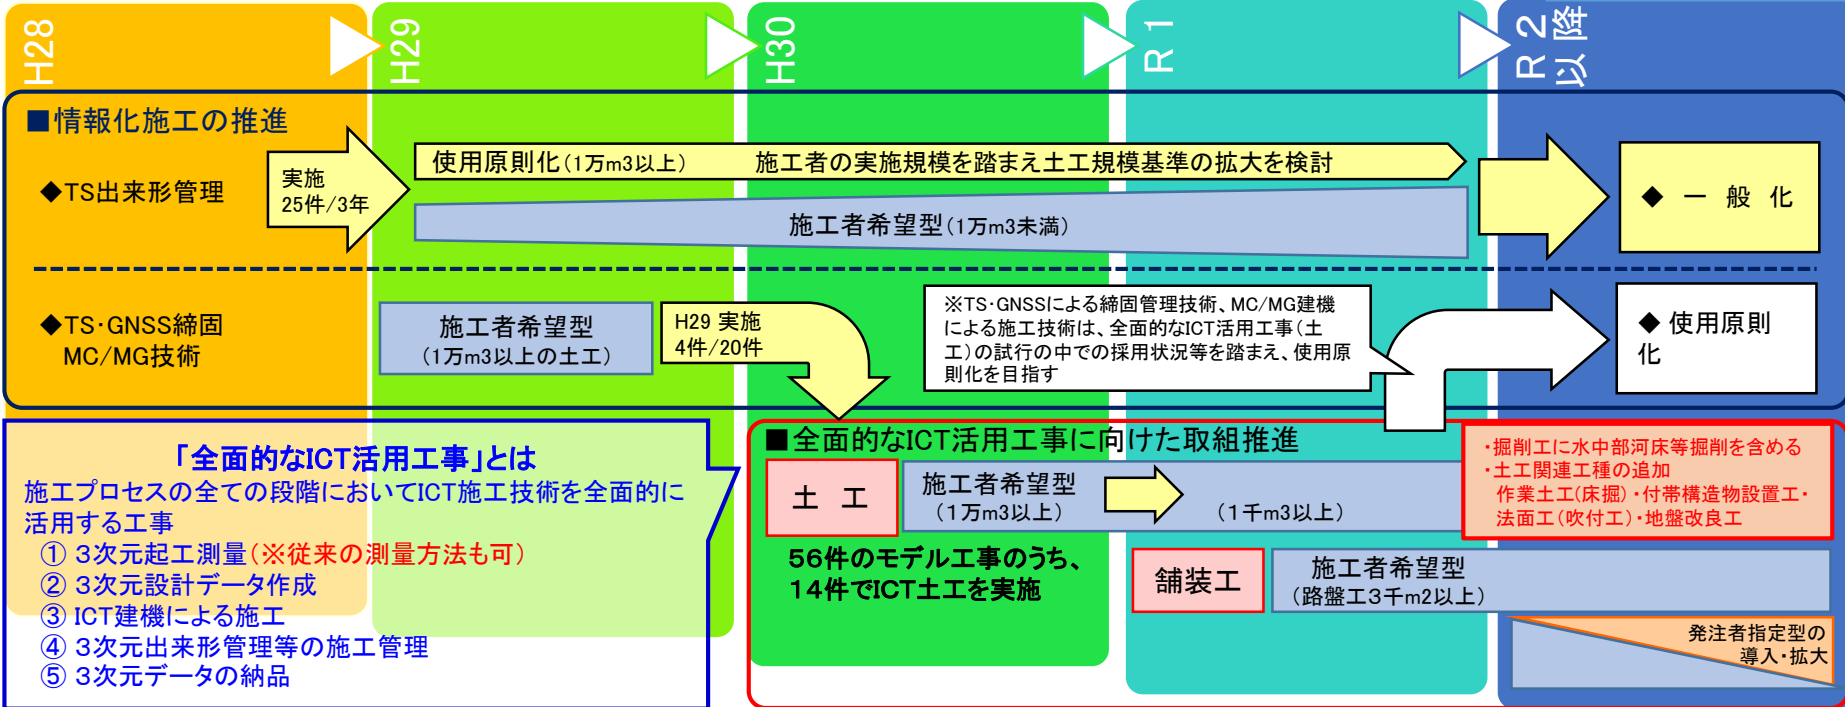 H28
H29
H30
R 1
R 2
以 降
■情報化施工の推進
◆TS出来形管理
実施
25件/3年
使用原則化(1万m3以上)　施工者の実施規模を踏まえ土工規模基準の拡大を検討
施工者希望型(1万m3未満)
◆ 一 般 化
◆TS・GNSS締固
MC/MG技術
施工者希望型
(1万m3以上の土工)
H29 実施
4件/20件
※TS・GNSSによる締固管理技術、MC/MG建機
による施工技術は、全面的なICT活用工事(土
工)の試行の中での採用状況等を踏まえ、使用原
則化を目指す
◆ 使用原則
化
「全面的なICT活用工事」とは
施工プロセスの全ての段階においてICT施工技術を全面的に
活用する工事
① 3次元起工測量(※従来の測量方法も可)
② 3次元設計データ作成
③ ICT建機による施工
④ 3次元出来形管理等の施工管理
⑤ 3次元データの納品
■全面的なICT活用工事に向けた取組推進
土 工
施工者希望型
(1万m3以上)
(1千m3以上)
・掘削工に水中部河床等掘削を含める
・土工関連工種の追加
作業土工(床掘)・付帯構造物設置工・
法面工(吹付工)・地盤改良工
56件のモデル工事のうち、
14件でICT土工を実施
舗装工
施工者希望型
(路盤工3千m2以上)
発注者指定型の
導入・拡大